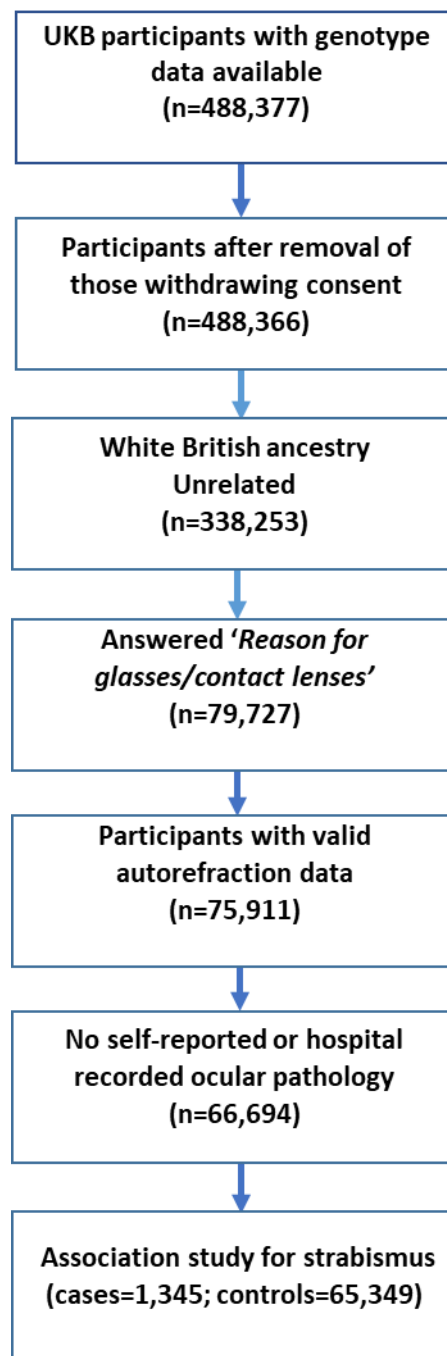 UKB participants with genotype
data available
(n=488,377)
Participants after removal of
those withdrawing consent
(n=488,366)
White British ancestry
Unrelated
(n=338,253)
Answered ‘Reason for
glasses/contact lenses’
(n=79,727)
Participants with valid
autorefraction data
(n=75,911)
No self-reported or hospital
recorded ocular pathology
(n=66,694)
Association study for strabismus
(cases=1,345; controls=65,349)